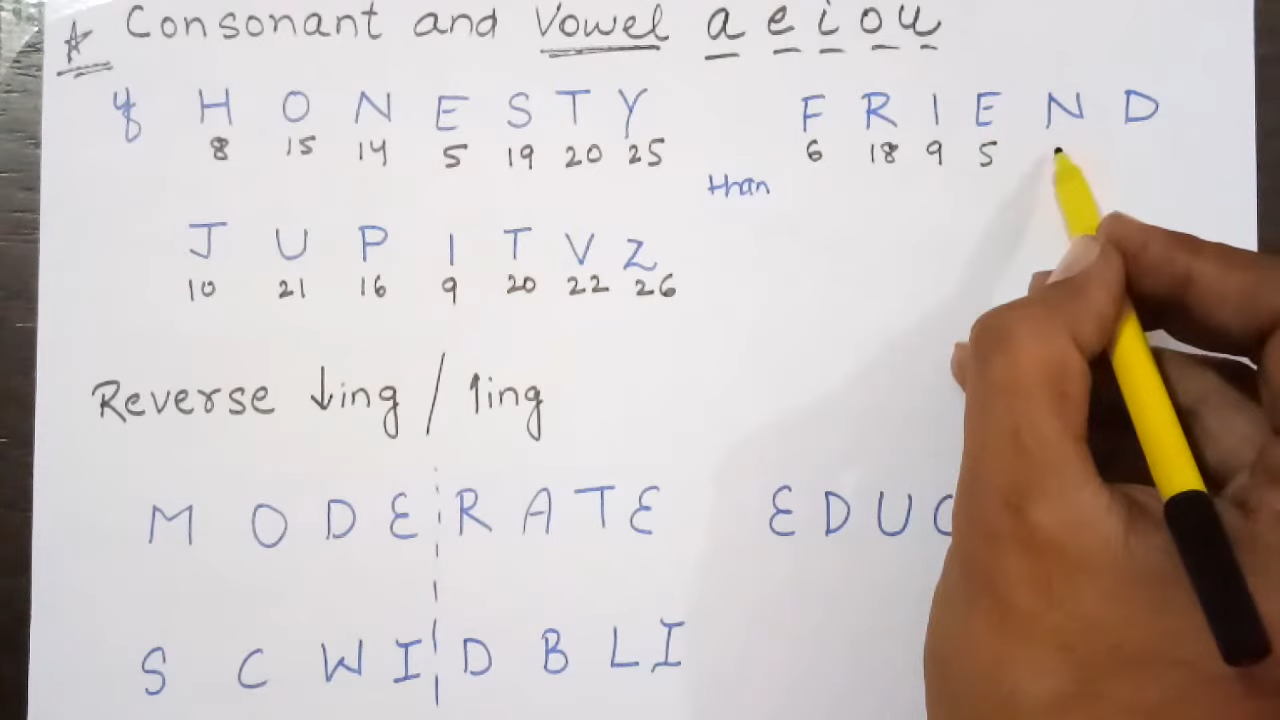 ☆ Consonant and Vowel a e i o u
if H O N E S T Y F R I E N D
8 15 14 5 19 20 25 6 18 9 5
than
J U P I T V Z
10 21 16 9 20 22 26
Reverse ↓ing / ↑ing
M O D E R A T E E D U C
S C W I D B L I